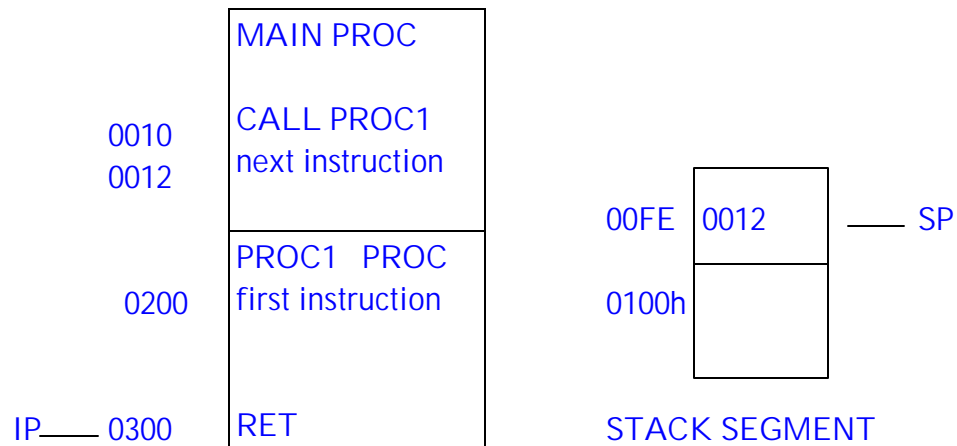 MAIN PROC
0010 CALL PROC1
0012 next instruction
00FE 0012 SP
PROC1 PROC
0200 first instruction
0100h
IP 0300 RET
STACK SEGMENT